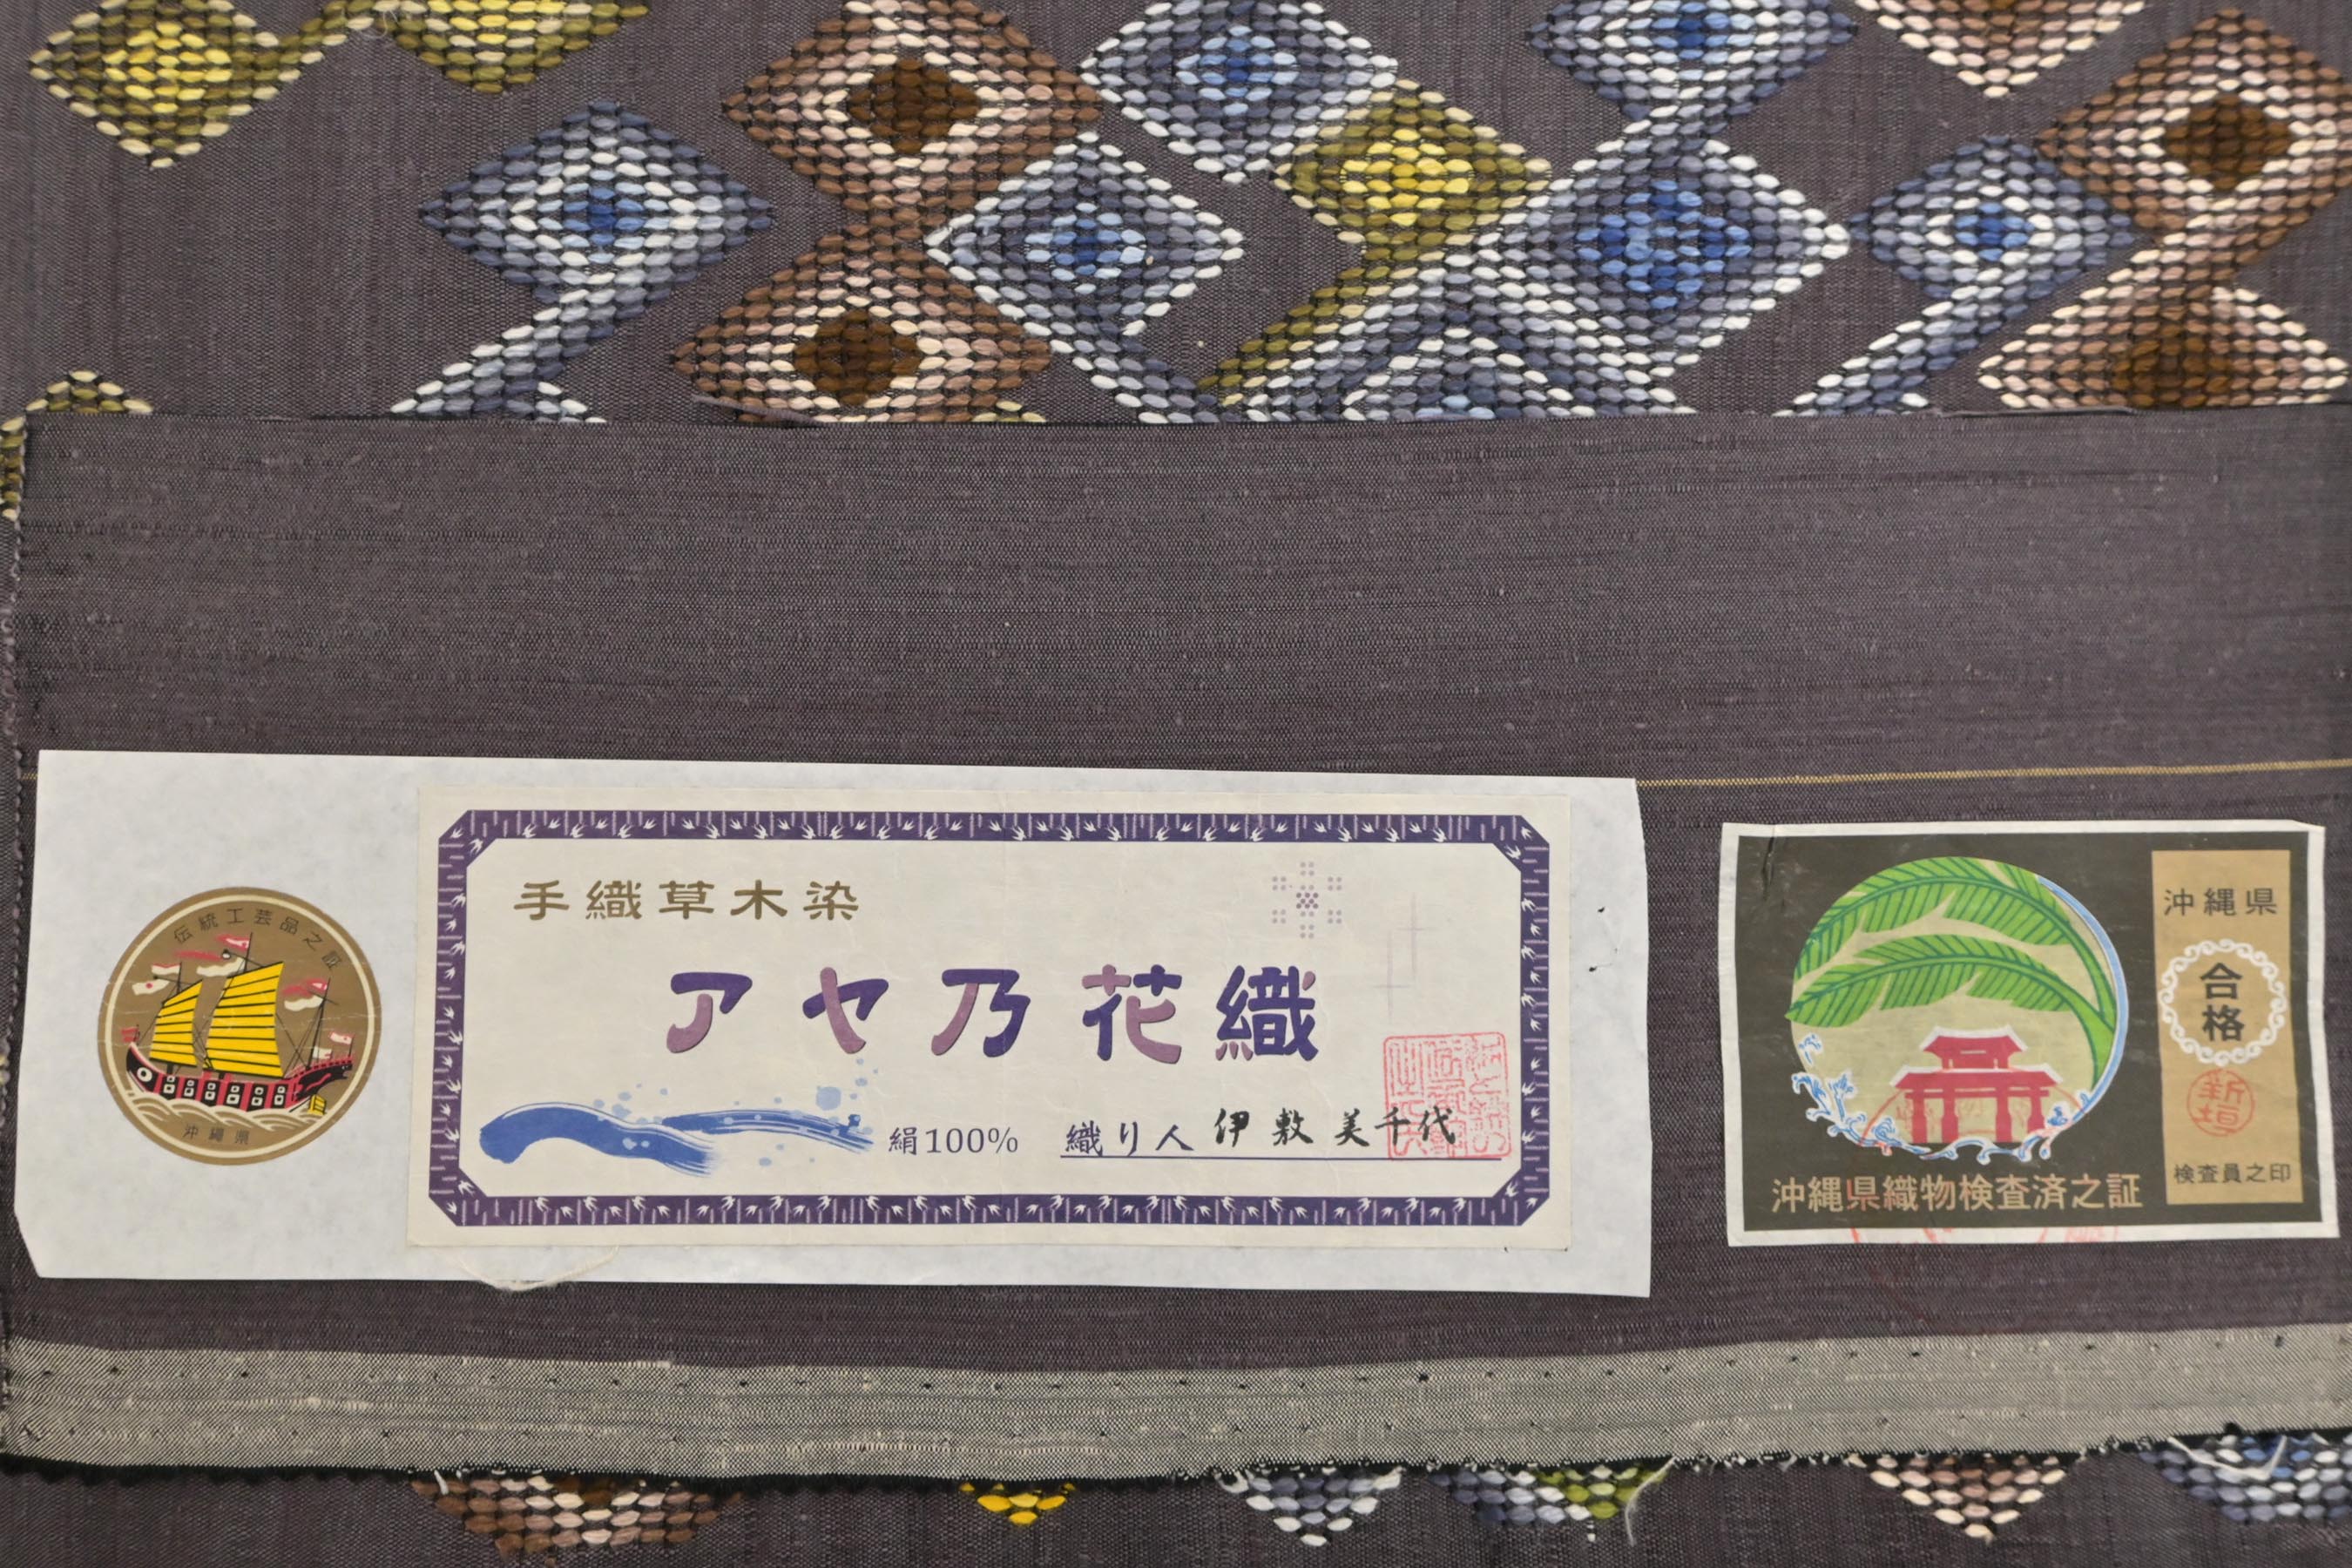 伝統工芸品之証
沖縄県
手織草木染
アヤ乃花織
絹100%
織り人 伊敷美千代
沖縄県
合格
新垣
検査員之印
沖縄県織物検査済之証